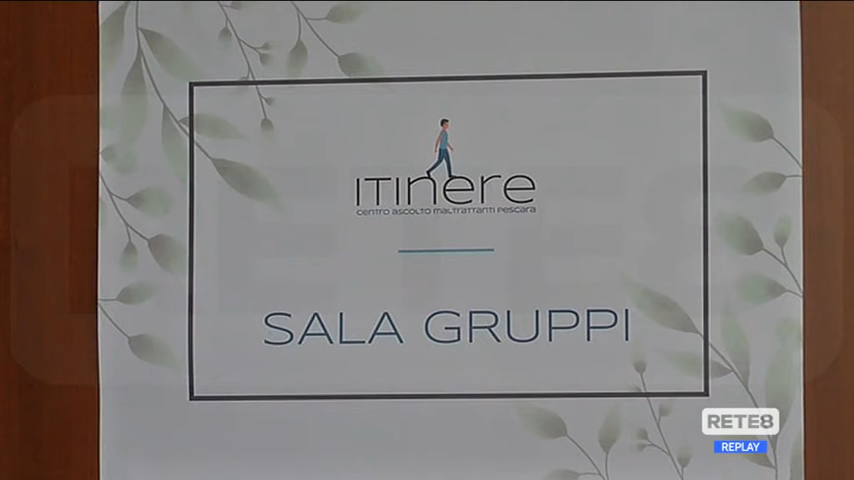 ITINERE
CENTRO ASCOLTO MALTRATTANTI PESCARA
SALA GRUPPI
RETE8
REPLAY